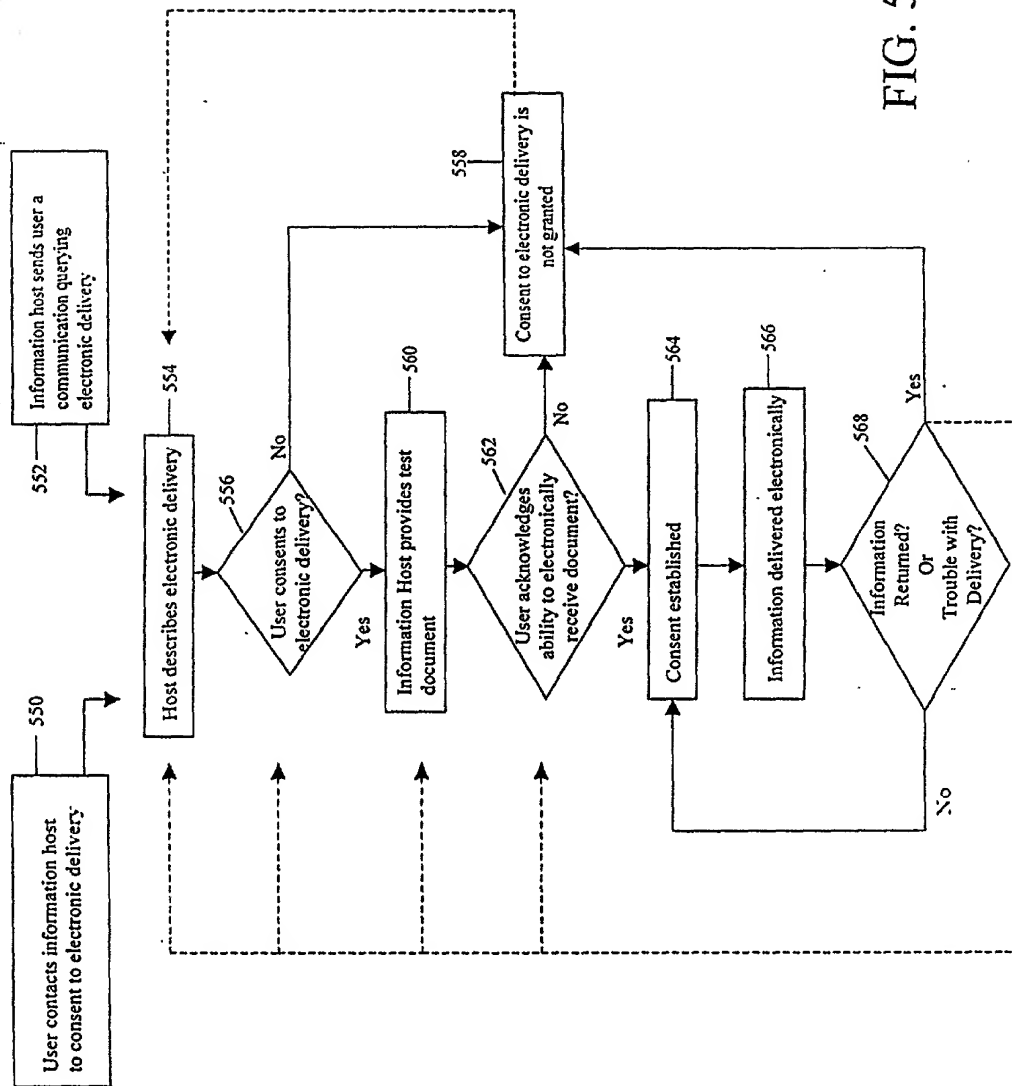 User contacts information host
to consent to electronic delivery
550
552
Information host sends user a
communication querying
electronic delivery
Host describes electronic delivery
554
556
User consents to
electronic delivery?
No
Yes
558
Consent to electronic delivery is
not granted
Information Host provides test
document
560
562
User acknowledges
ability to electronically
receive document?
No
Yes
Consent established
564
Information delivered electronically
566
568
Information
Returned?
Or
Trouble with
Delivery?
Yes
No
FIG. 5